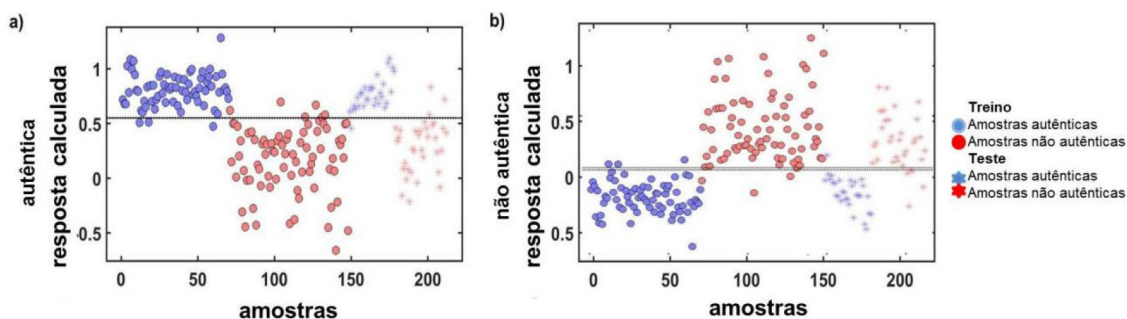 a)
autêntica
resposta calculada
1
0.5
0
0.5
0
50
100
150
200
amostras
b)
não autêntica
resposta calculada
1
0.5
0
0.5
0
50
100
150
200
amostras
Treino
Amostras autênticas
Amostras não autênticas
Teste
Amostras autênticas
Amostras não autênticas